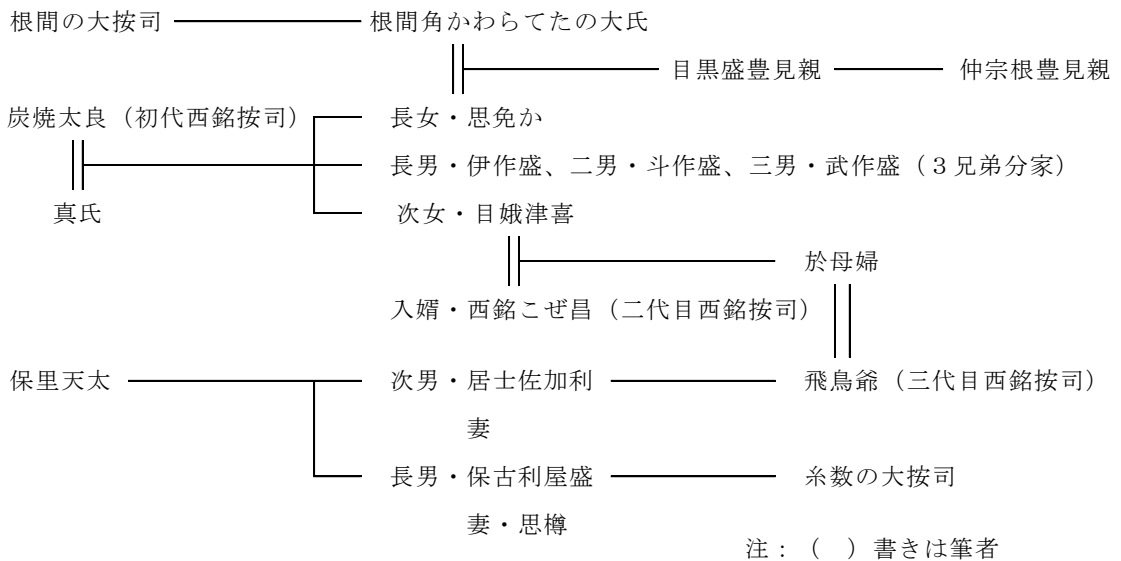 根間の大按司 根間角かわらてたの大氏
目黒盛豊見親 仲宗根豊見親
炭焼太良（初代西銘按司） 長女・思免か
長男・伊作盛、二男・斗作盛、三男・武作盛（３兄弟分家）
真氏 次女・目娥津喜
於母婦
入婿・西銘こぜ昌（二代目西銘按司）
保里天太 次男・居士佐加利 飛鳥爺（三代目西銘按司）
妻
長男・保古利屋盛 糸数の大按司
妻・思樽
注：（　）書きは筆者